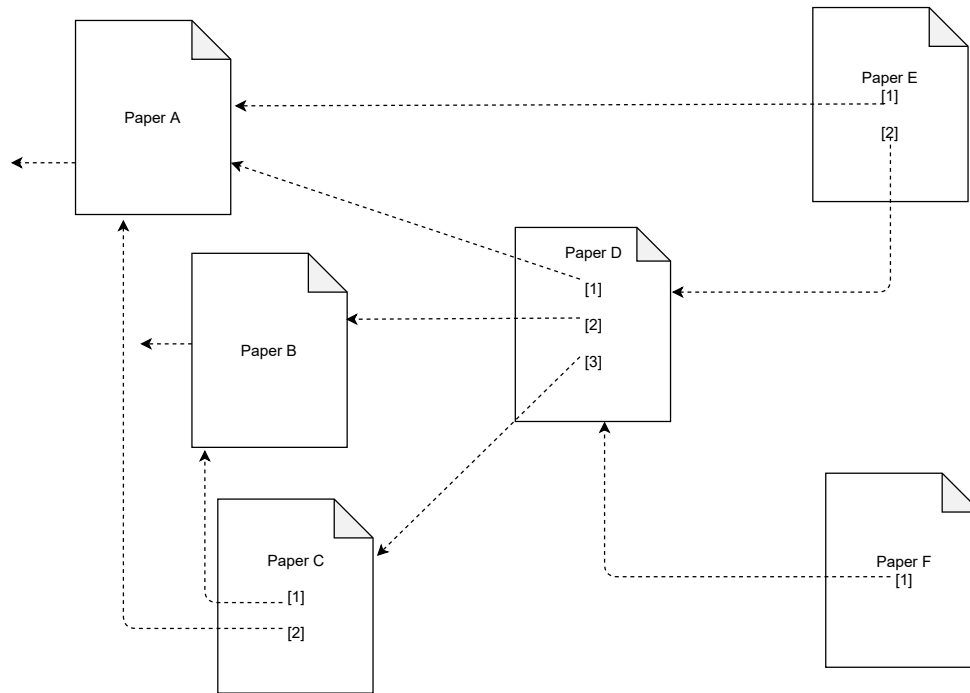 Paper A
Paper E
[1]
[2]
Paper D
[1]
[2]
[3]
Paper B
Paper C
[1]
[2]
Paper F
[1]